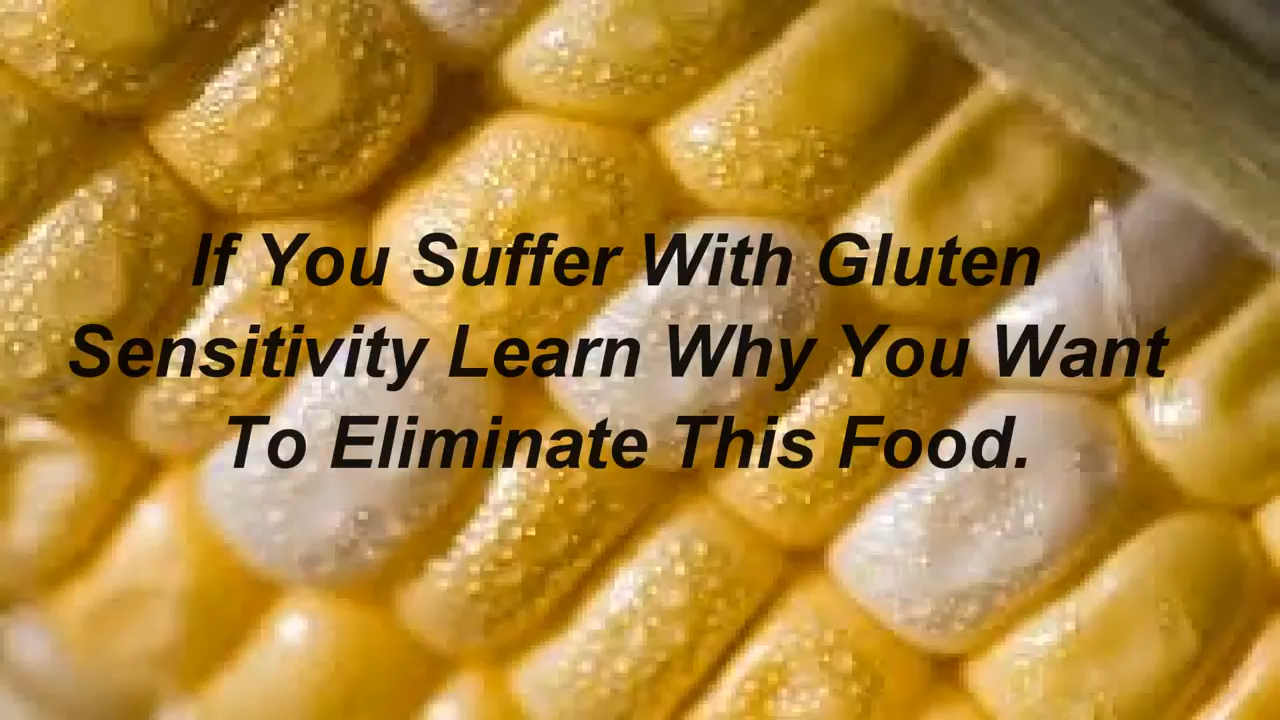 If You Suffer With Gluten
Sensitivity Learn Why You Want
To Eliminate This Food.